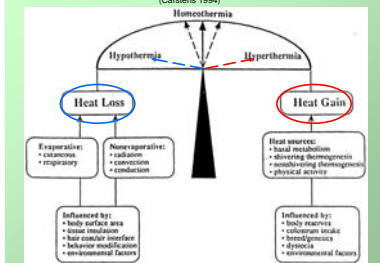 (Carstens 1994)
Homeothermia
Hypothermia
Hyperthermia
Heat Loss
Heat Gain
Evaporative:
• cutaneous
• respiratory
Nonevaporative:
• radiation
• convection
• conduction
Heat sources:
• basal metabolism
• shivering thermogenesis
• nonshivering thermogenesis
• physical activity
Influenced by:
• body surface area
• tissue insulation
• hair coat/air interface
• behavior modification
• environmental factors
Influenced by:
• body reserves
• colostrum intake
• breed/genetics
• dystocia
• environmental factors